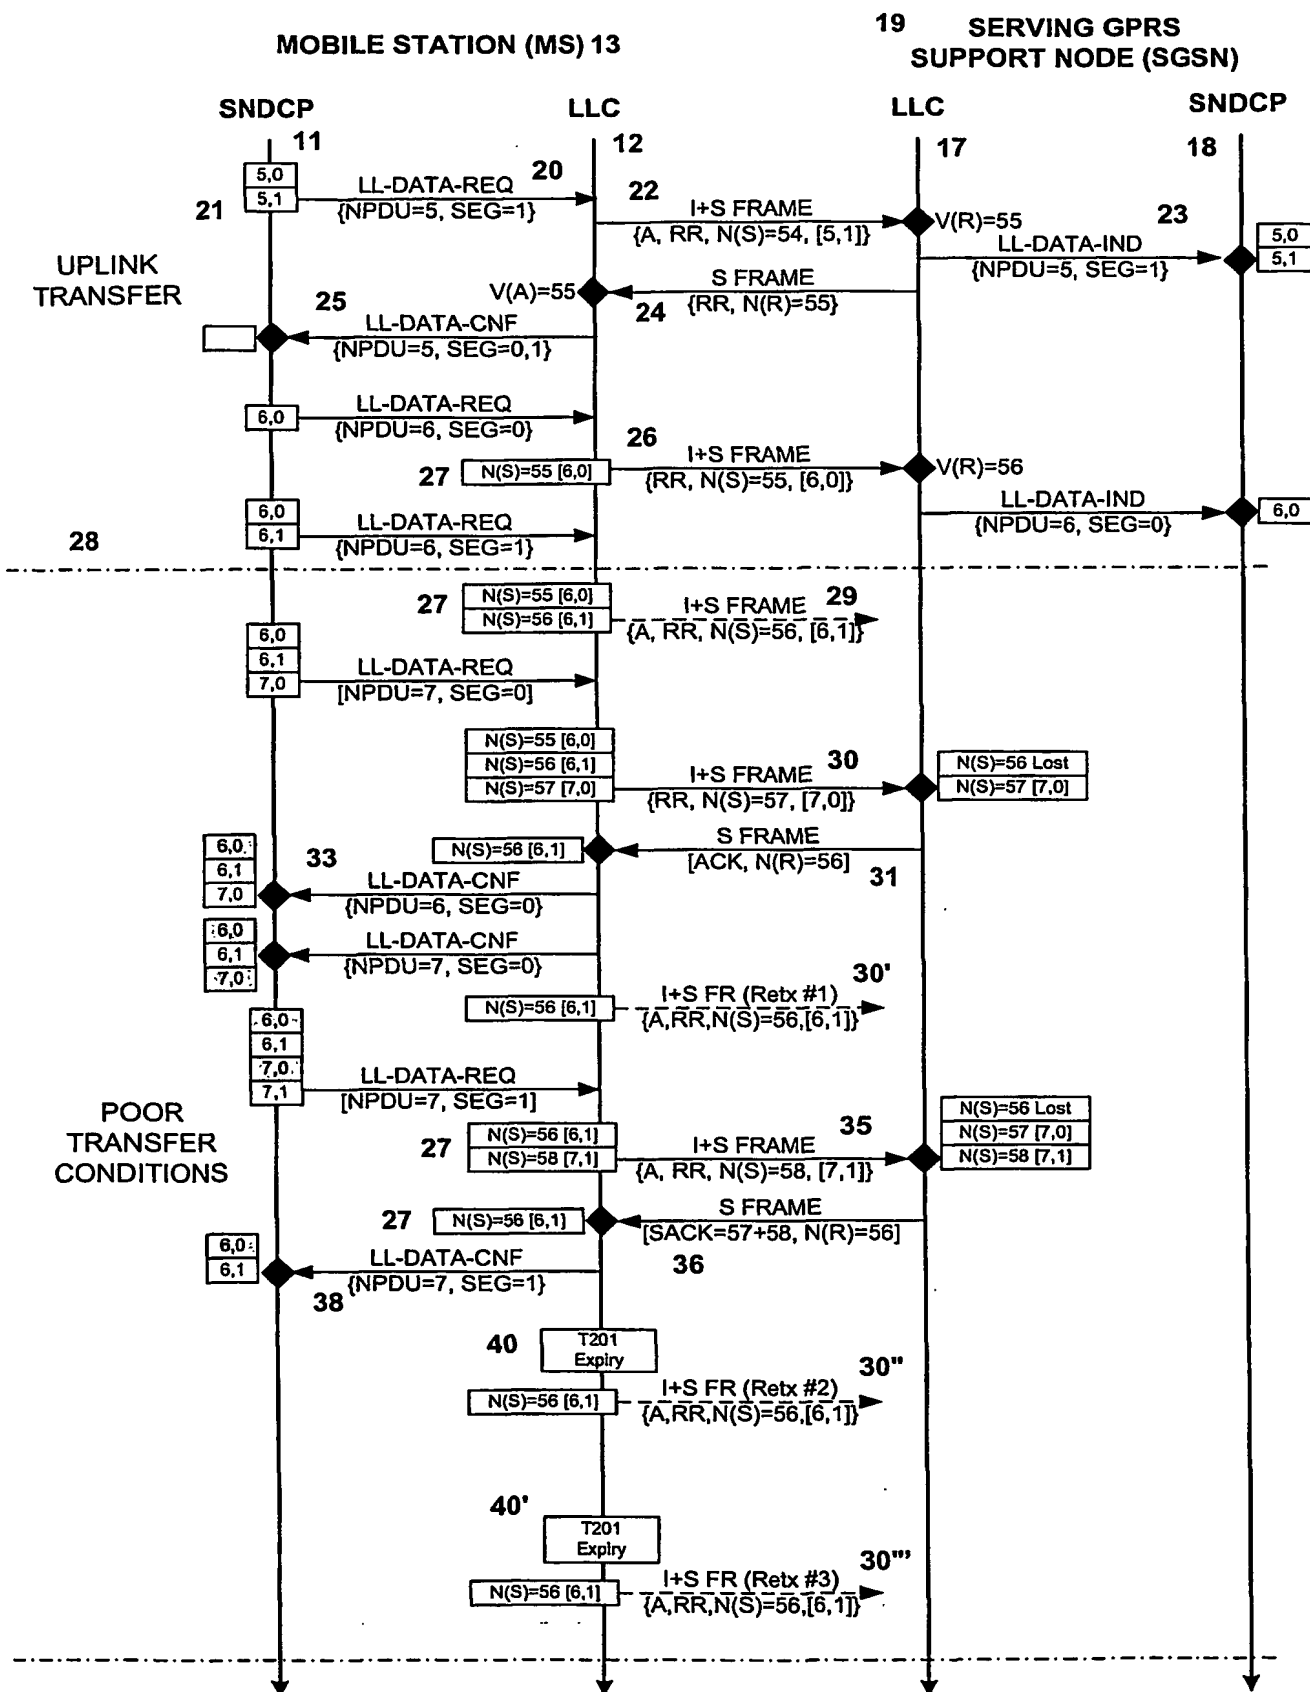 19 SERVING GPRS
MOBILE STATION (MS) 13 SUPPORT NODE (SGSN)
SNDCP LLC LLC SNDCP
11 12 17 18
5,0
5,1
21
LL-DATA-REQ 20
{NPDU=5, SEG=1}
22
I+S FRAME
{A, RR, N(S)=54, [5,1]}
V(R)=55
23
LL-DATA-IND
{NPDU=5, SEG=1}
5,0
5,1
UPLINK
TRANSFER
V(A)=55
S FRAME
24 {RR, N(R)=55}
25
LL-DATA-CNF
{NPDU=5, SEG=0,1}
6,0
LL-DATA-REQ
{NPDU=6, SEG=0}
26
27
N(S)=55 [6,0]
I+S FRAME
{RR, N(S)=55, [6,0]}
V(R)=56
LL-DATA-IND
{NPDU=6, SEG=0}
6,0
6,0
6,1
LL-DATA-REQ
{NPDU=6, SEG=1}
28
27
N(S)=55 [6,0]
N(S)=56 [6,1]
I+S FRAME 29
{A, RR, N(S)=56, [6,1]}
6,0
6,1
7,0
LL-DATA-REQ
[NPDU=7, SEG=0]
N(S)=55 [6,0]
N(S)=56 [6,1]
N(S)=57 [7,0]
30
I+S FRAME
{RR, N(S)=57, [7,0]}
N(S)=56 Lost
N(S)=57 [7,0]
N(S)=56 [6,1]
S FRAME
[ACK, N(R)=56]
31
6,0
6,1
7,0
33
LL-DATA-CNF
{NPDU=6, SEG=0}
6,0
6,1
7,0
LL-DATA-CNF
{NPDU=7, SEG=0}
30'
N(S)=56 [6,1]
I+S FR (Retx #1)
{A,RR,N(S)=56,[6,1]}
6,0
6,1
7,0
7,1
LL-DATA-REQ
[NPDU=7, SEG=1]
POOR
TRANSFER
CONDITIONS
27
N(S)=56 [6,1]
N(S)=58 [7,1]
35
I+S FRAME
{A, RR, N(S)=58, [7,1]}
N(S)=56 Lost
N(S)=57 [7,0]
N(S)=58 [7,1]
27
N(S)=56 [6,1]
S FRAME
[SACK=57+58, N(R)=56]
36
6,0
6,1
LL-DATA-CNF
{NPDU=7, SEG=1}
38
40
T201
Expiry
30"
N(S)=56 [6,1]
I+S FR (Retx #2)
{A,RR,N(S)=56,[6,1]}
40'
T201
Expiry
30"'
N(S)=56 [6,1]
I+S FR (Retx #3)
{A,RR,N(S)=56,[6,1]}